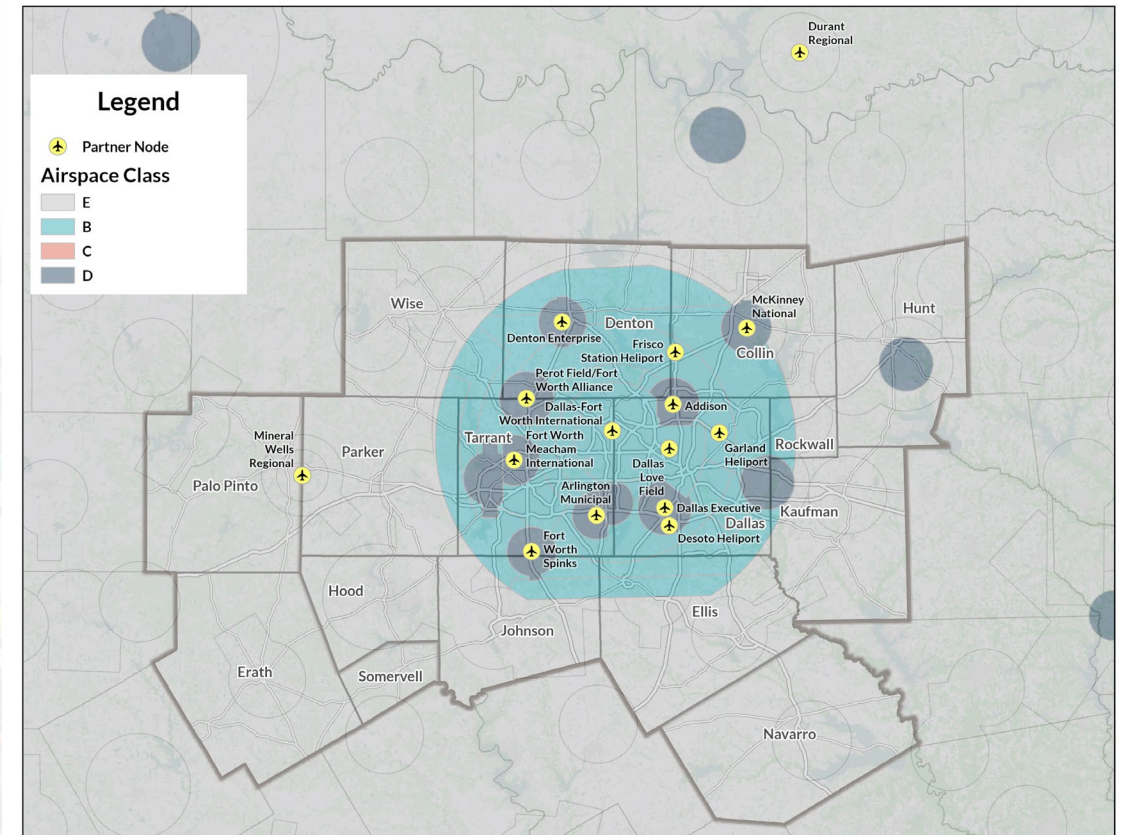 Durant
Regional
Legend
Partner Node
Airspace Class
E
B
C
D
McKinney
National
Hunt
Wise
Denton
Denton Enterprise
Frisco
Station Heliport
Collin
Perot Field/Fort
Worth Alliance
Dallas-Fort
Worth International
Addison
Mineral
Wells
Regional
Parker
Tarrant
Fort Worth
Meacham
International
Garland
Heliport
Rockwall
Palo Pinto
Dallas
Love
Field
Arlington
Municipal
Dallas Executive
Dallas
Kaufman
Desoto Heliport
Fort
Worth
Spinks
Hood
Ellis
Johnson
Erath
Somervell
Navarro